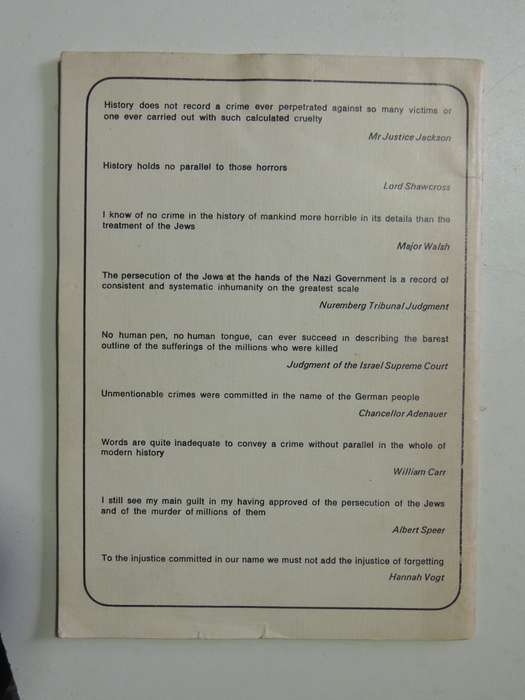 History does not record a crime ever perpetrated against so many victims or
one ever carried out with such calculated cruelty
Mr Justice Jackson
History holds no parallel to those horrors
Lord Shawcross
I know of no crime in the history of mankind more horrible in its details than the
treatment of the Jews
Major Walsh
The persecution of the Jews at the hands of the Nazi Government is a record of
consistent and systematic inhumanity on the greatest scale
Nuremberg Tribunal Judgment
No human pen, no human tongue, can ever succeed in describing the barest
outline of the sufferings of the millions who were killed
Judgment of the Israel Supreme Court
Unmentionable crimes were committed in the name of the German people
Chancellor Adenauer
Words are quite inadequate to convey a crime without parallel in the whole of
modern history
William Carr
I still see my main guilt in my having approved of the persecution of the Jews
and of the murder of millions of them
Albert Speer
To the injustice committed in our name we must not add the injustice of forgetting
Hannah Vogt